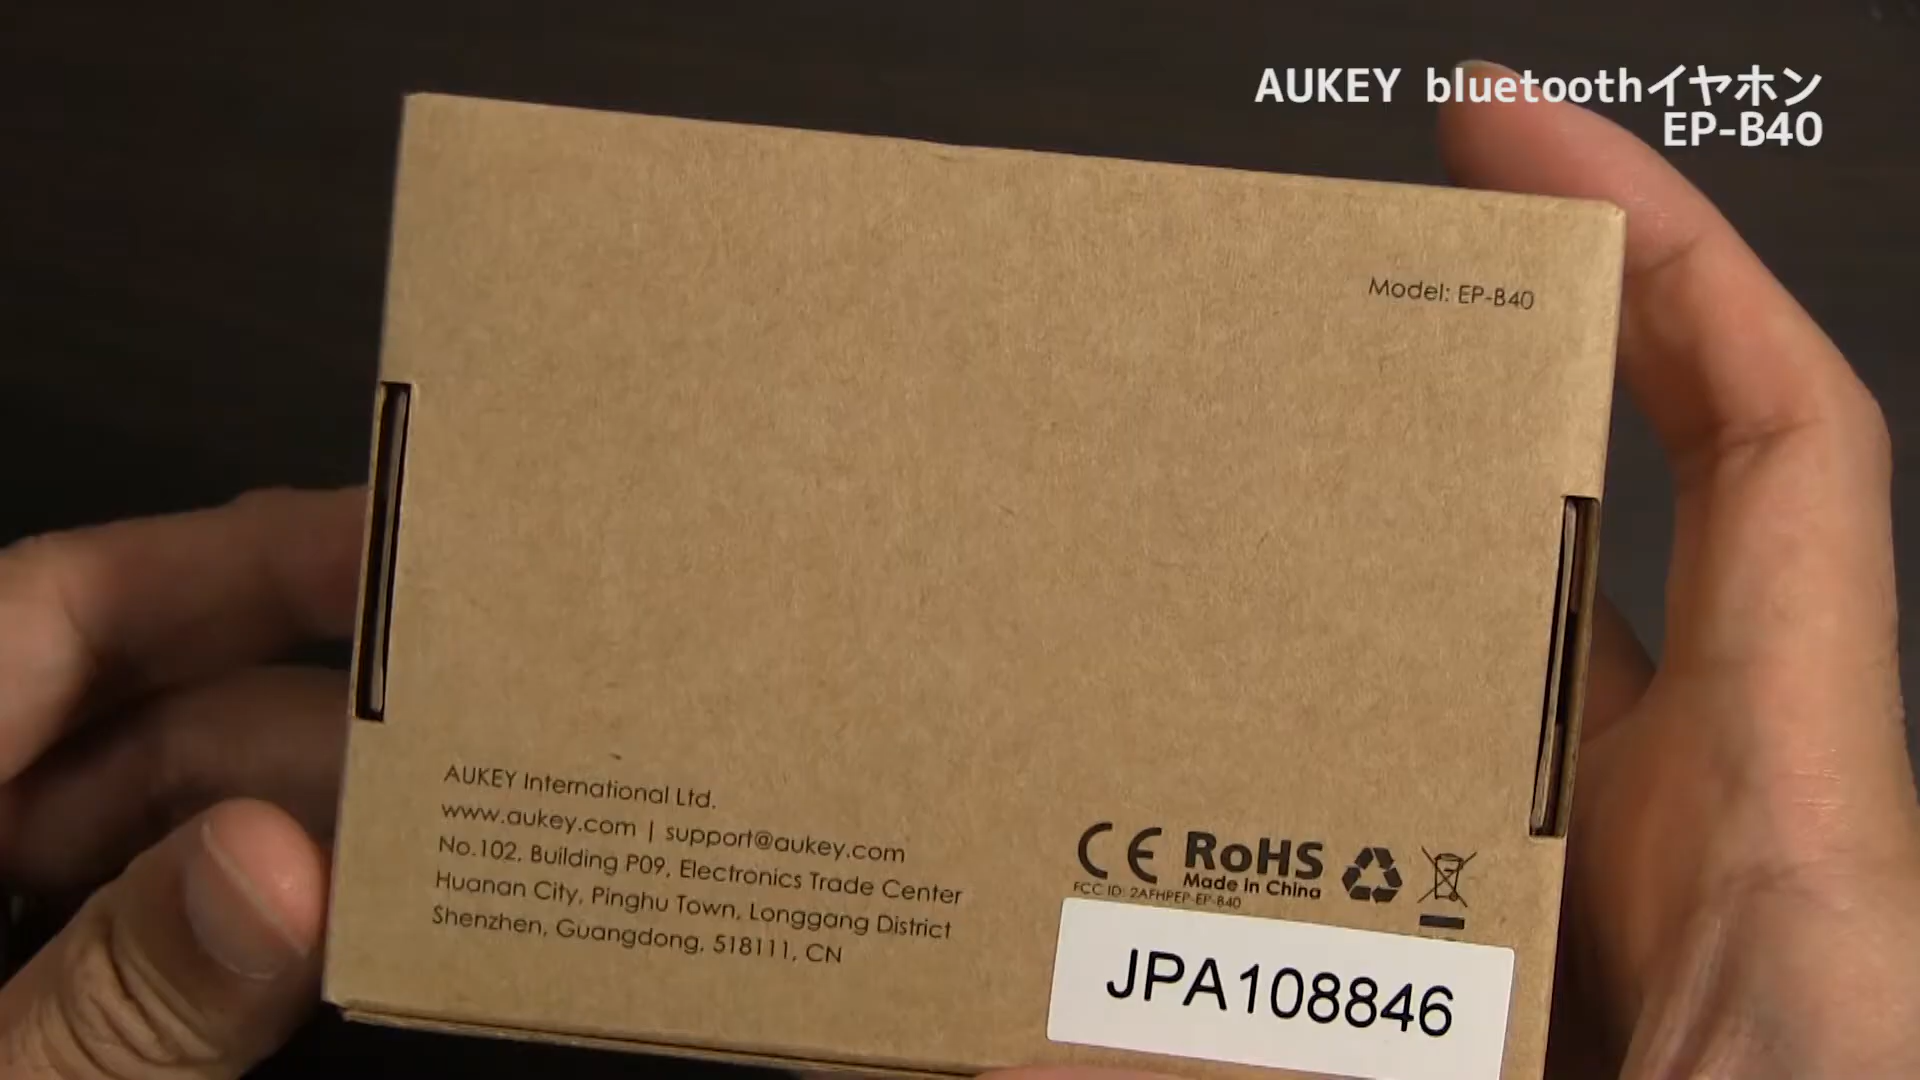 AUKEY bluetoothイヤホン
EP-B40
Model: EP-B40
AUKEY International Ltd.
www.aukey.com | support@aukey.com
No.102, Building P09, Electronics Trade Center
Huanan City, Pinghu Town, Longgang District
Shenzhen, Guangdong, 518111, CN
CE RoHS
Made in China
FCC ID: 2AFHPEP-EP-B40
JPA108846